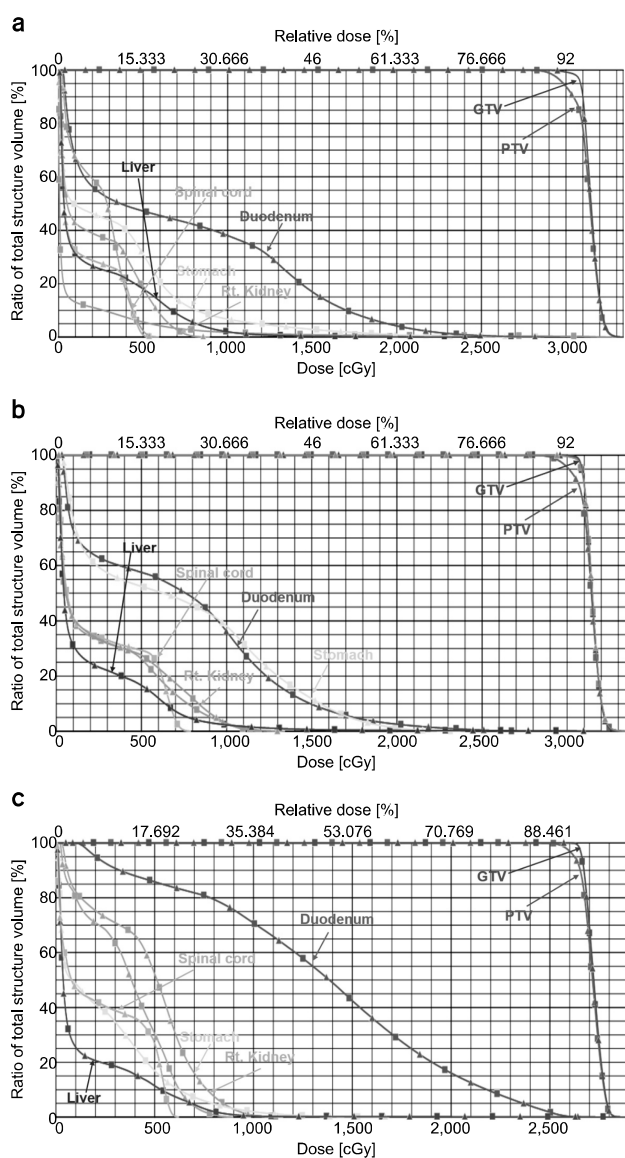 a
Relative dose [%]
0 15.333 30.666 46 61.333 76.666 92
100
80
60
40
20
0
Ratio of total structure volume [%]
GTV
PTV
Liver
Spinal cord
Duodenum
Stomach
Rt. Kidney
0 500 1,000 1,500 2,000 2,500 3,000
Dose [cGy]
b
Relative dose [%]
0 15.333 30.666 46 61.333 76.666 92
100
80
60
40
20
0
Ratio of total structure volume [%]
GTV
PTV
Liver
Spinal cord
Duodenum
Stomach
Rt. Kidney
0 500 1,000 1,500 2,000 2,500 3,000
Dose [cGy]
c
Relative dose [%]
0 17.692 35.384 53.076 70.769 88.461
100
80
60
40
20
0
Ratio of total structure volume [%]
GTV
PTV
Duodenum
Spinal cord
Stomach
Rt. Kidney
Liver
0 500 1,000 1,500 2,000 2,500
Dose [cGy]